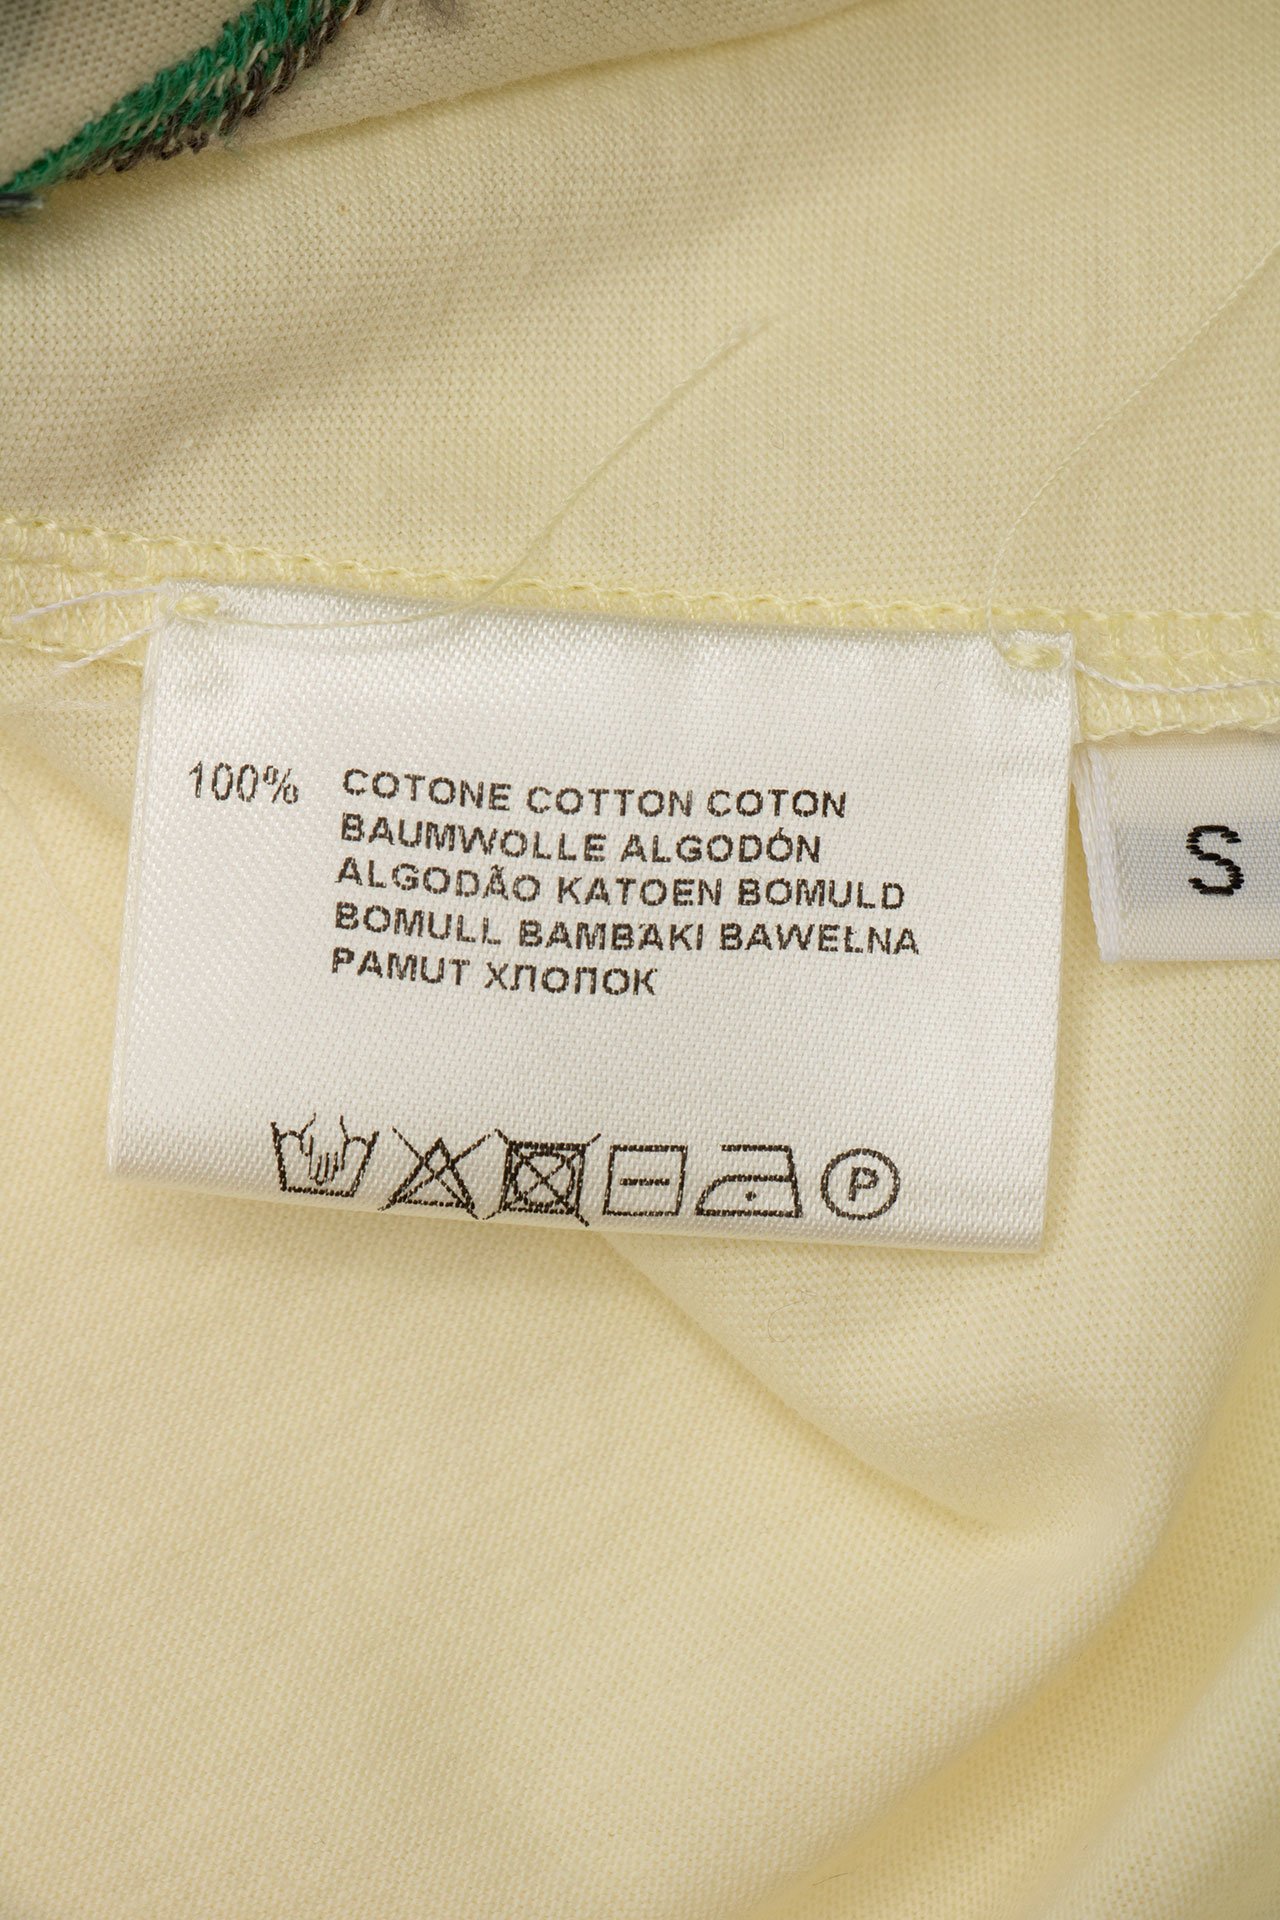 100% COTONE COTTON COTON
BAUMWOLLE ALGODÓN
ALGODÃO KATOEN BOMULD
BOMULL BAMBAKI BAWEŁNA
PAMUT ХЛОПОК
P
S